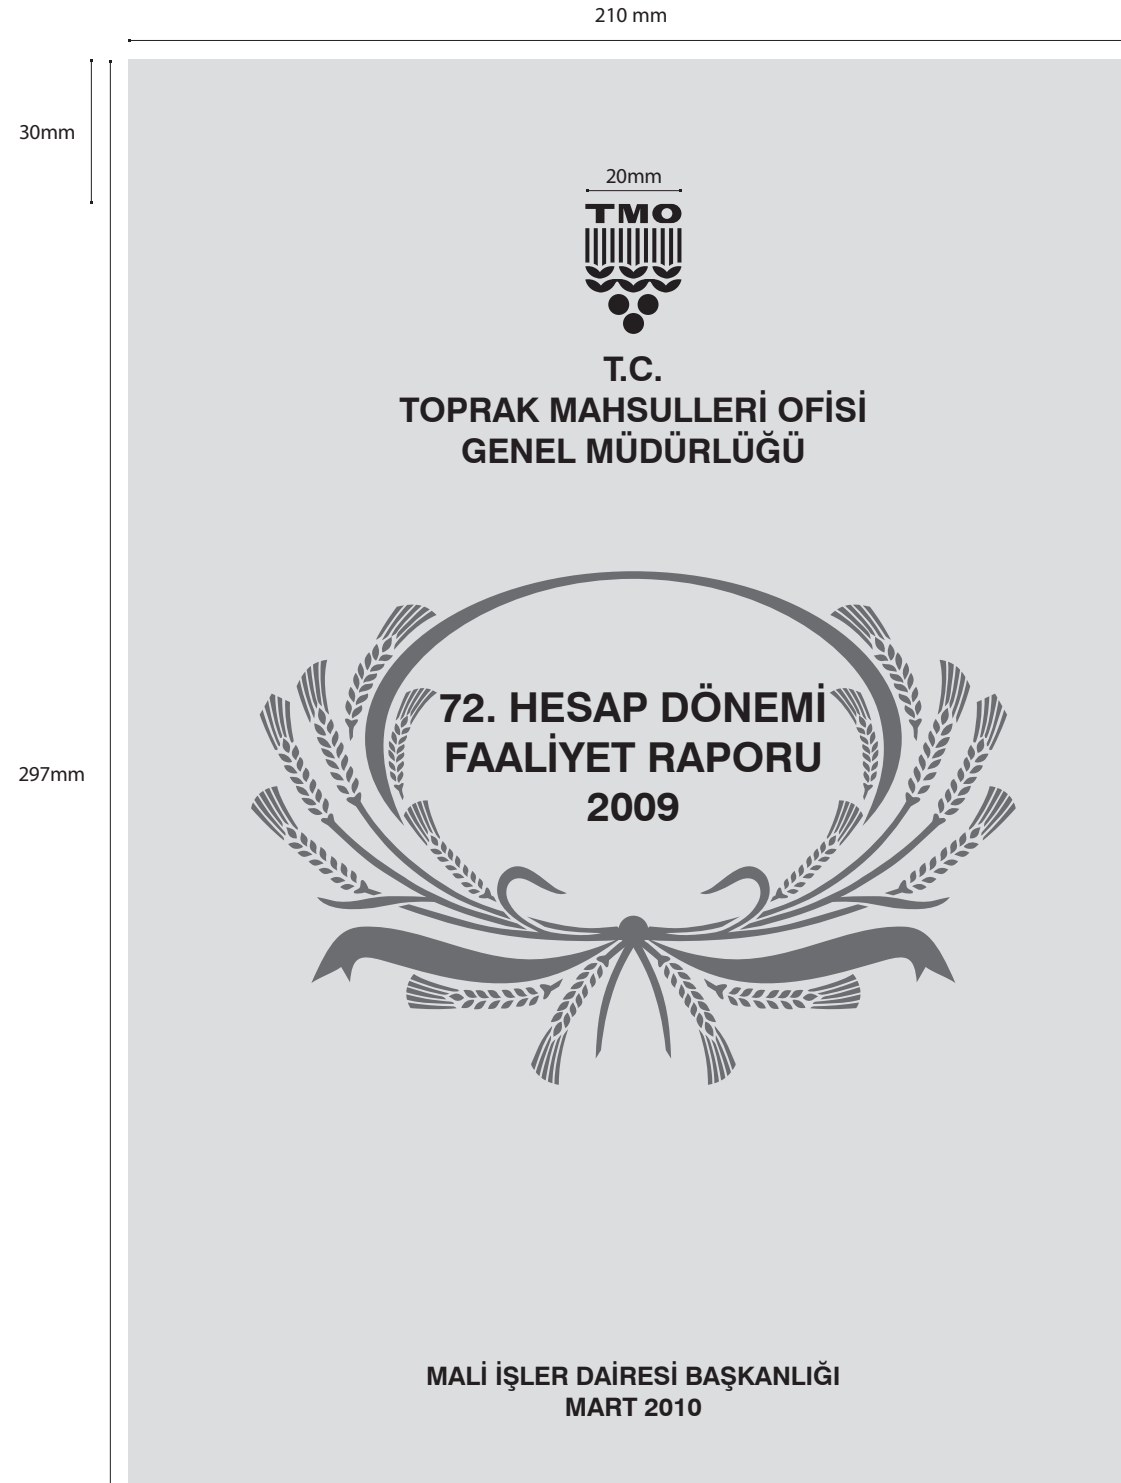 210 mm
30mm
20mm
TMO
T.C.
TOPRAK MAHSULLERİ OFİSİ
GENEL MÜDÜRLÜĞÜ
72. HESAP DÖNEMİ
FAALİYET RAPORU
2009
297mm
MALİ İŞLER DAİRESİ BAŞKANLIĞI
MART 2010